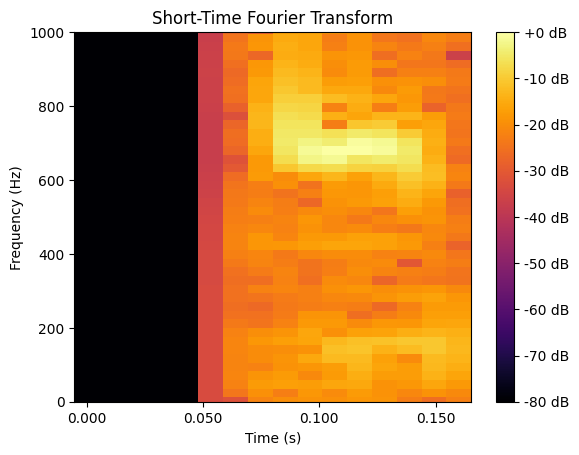 Short-Time Fourier Transform
1000
800
600
400
200
0
Frequency (Hz)
0.000
0.050
0.100
0.150
Time (s)
+0 dB
-10 dB
-20 dB
-30 dB
-40 dB
-50 dB
-60 dB
-70 dB
-80 dB